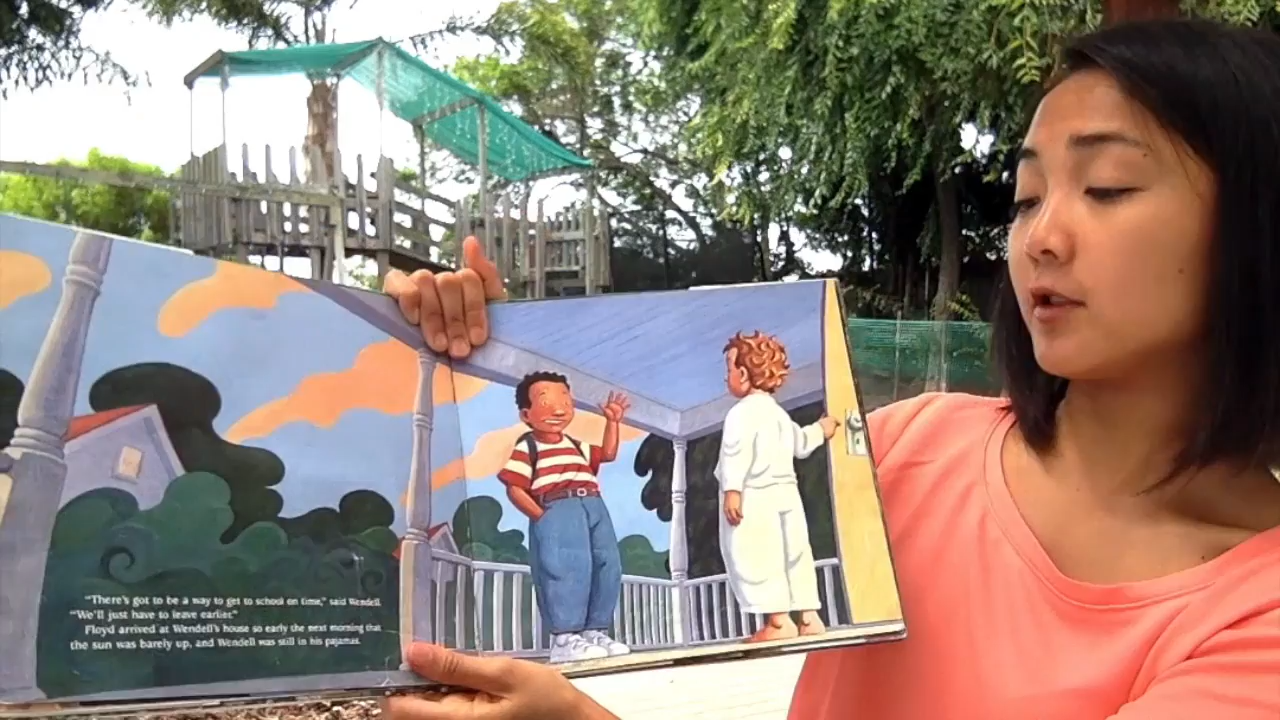 "There's got to be a way to get to school on time," said Wendell.
"We'll just have to leave earlier."
Floyd arrived at Wendell's house so early the next morning that
the sun was barely up, and Wendell was still in his pajamas.